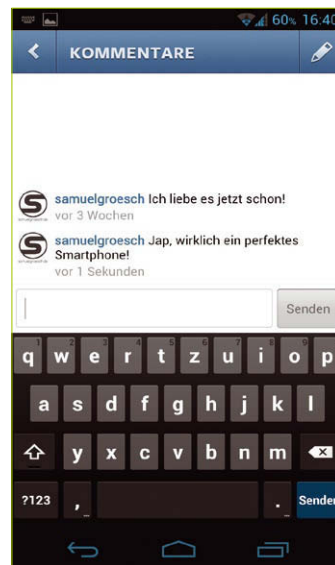 60% 16:40
KOMMENTARE
samuelgroesch Ich liebe es jetzt schon!
vor 3 Wochen
samuelgroesch Jap, wirklich ein perfektes
Smartphone!
vor 1 Sekunden
Senden
q w e r t z u i o p
a s d f g h j k l
y x c v b n m
?123 , . Senden